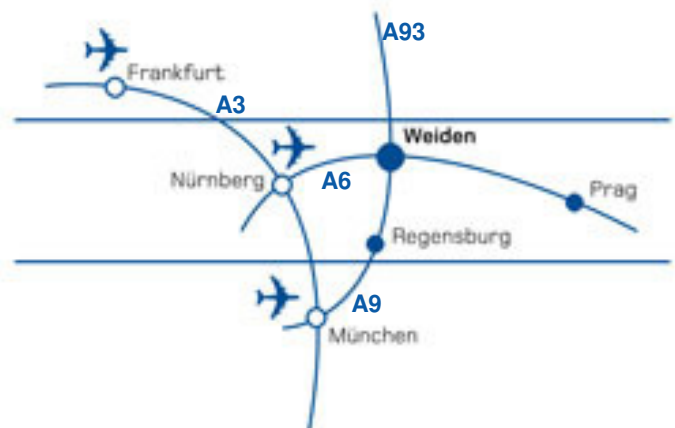 A93
Frankfurt
A3
Weiden
Nürnberg
A6
Prag
Regensburg
A9
München